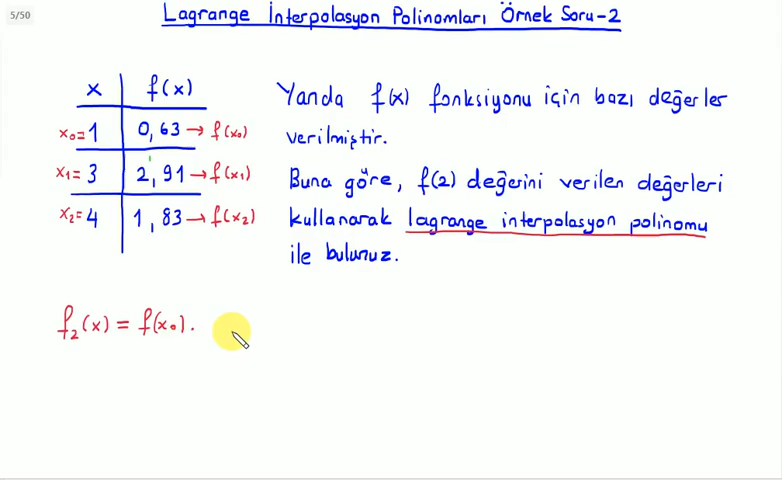 5/50
Lagrange İnterpolasyon Polinomları Örnek Soru-2
x f(x)
x₀=1 0,63 → f(x₀)
x₁=3 2,91 → f(x₁)
x₂=4 1,83 → f(x₂)
Yanda f(x) fonksiyonu için bazı değerler
verilmiştir.
Buna göre, f(2) değerini verilen değerleri
kullanarak lagrange interpolasyon polinomu
ile bulunuz.
f₂(x) = f(x₀).